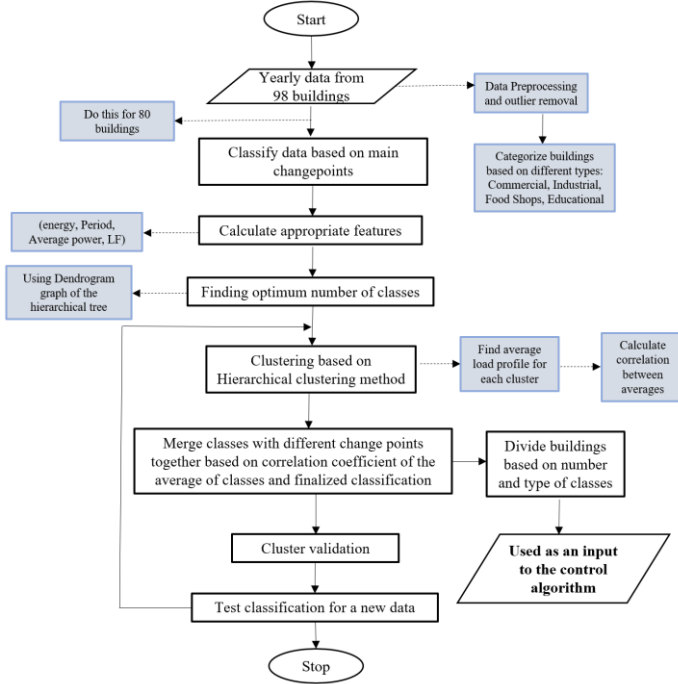 Start
Yearly data from
98 buildings
Data Preprocessing
and outlier removal
Do this for 80
buildings
Classify data based on main
changepoints
Categorize buildings
based on different types:
Commercial, Industrial,
Food Shops, Educational
(energy, Period,
Average power, LF)
Calculate appropriate features
Using Dendrogram
graph of the
hierarchical tree
Finding optimum number of classes
Clustering based on
Hierarchical clustering method
Find average
load profile for
each cluster
Calculate
correlation
between
averages
Merge classes with different change points
together based on correlation coefficient of the
average of classes and finalized classification
Divide buildings
based on number
and type of classes
Cluster validation
Used as an input
to the control
algorithm
Test classification for a new data
Stop